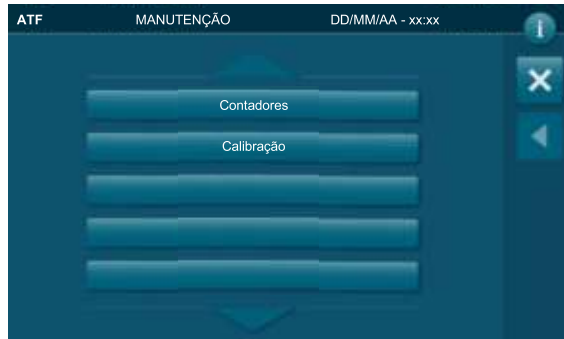 ATF MANUTENÇÃO DD/MM/AA - xx:xx
i
Contadores
Calibração